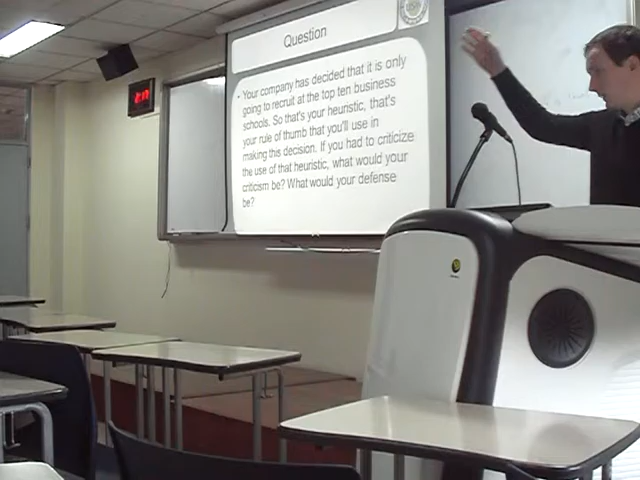 Question
• Your company has decided that it is only
going to recruit at the top ten business
schools. So that's your heuristic, that's
your rule of thumb that you'll use in
making this decision. If you had to criticize
the use of that heuristic, what would your
criticism be? What would your defense
be?